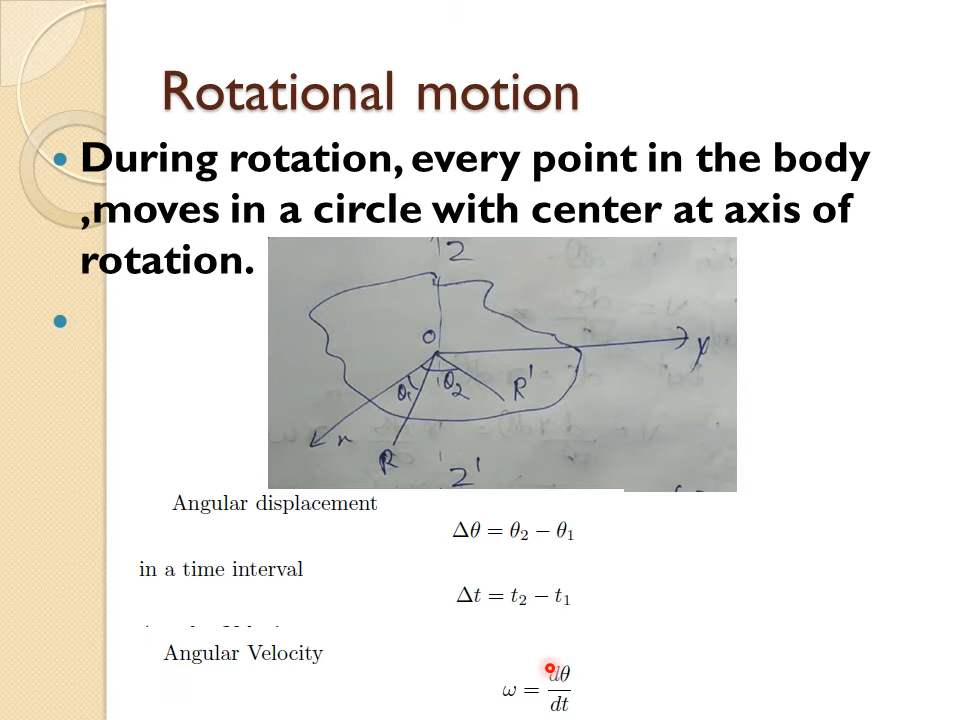 Rotational motion
During rotation, every point in the body
,moves in a circle with center at axis of
rotation.
Z
O
y
θ1
θ2
R'
x
R
Z'
Angular displacement
Δθ = θ2 − θ1
in a time interval
Δt = t2 − t1
Angular Velocity
ω = dθ/dt